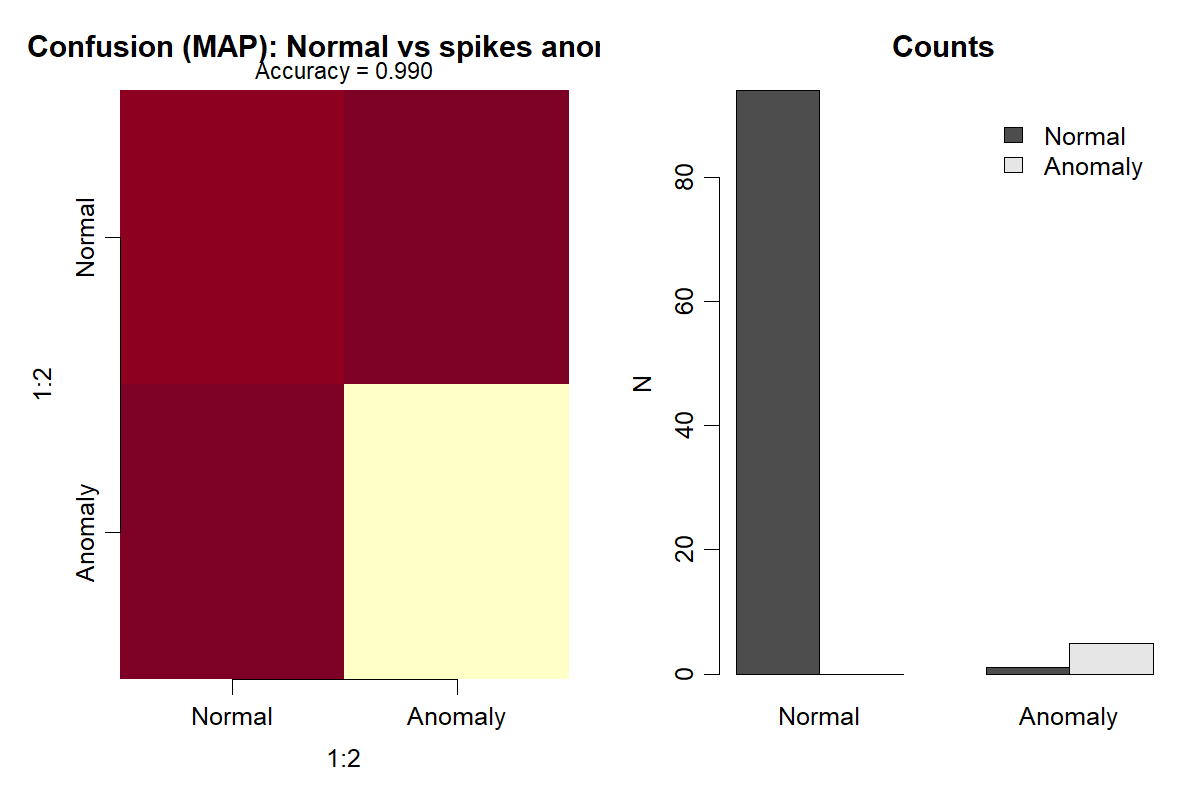 Confusion (MAP): Normal vs spikes anor
Accuracy = 0.990
Normal
Anomaly
1:2
Normal Anomaly
1:2
Counts
Normal
Anomaly
N
80
60
40
20
0
Normal Anomaly